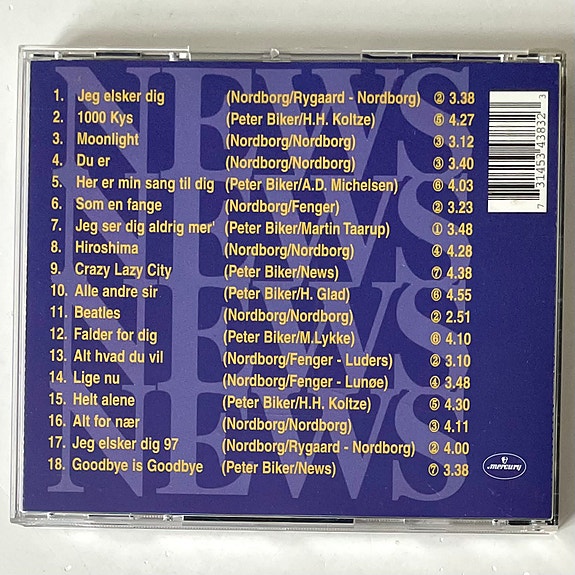 NEWS
NEWS
NEWS
NEWS
1. Jeg elsker dig (Nordborg/Rygaard - Nordborg) ② 3.38
2. 1000 Kys (Peter Biker/H.H. Koltze) ⑤ 4.27
3. Moonlight (Nordborg/Nordborg) ③ 3.12
4. Du er (Nordborg/Nordborg) ③ 3.40
5. Her er min sang til dig (Peter Biker/A.D. Michelsen) ⑥ 4.03
6. Som en fange (Nordborg/Fenger) ② 3.23
7. Jeg ser dig aldrig mer' (Peter Biker/Martin Taarup) ① 3.48
8. Hiroshima (Nordborg/Nordborg) ④ 4.28
9. Crazy Lazy City (Peter Biker/News) ⑦ 4.38
10. Alle andre sir (Peter Biker/H. Glad) ⑥ 4.55
11. Beatles (Nordborg/Nordborg) ② 2.51
12. Falder for dig (Peter Biker/M.Lykke) ⑥ 4.10
13. Alt hvad du vil (Nordborg/Fenger - Luders) ② 3.10
14. Lige nu (Nordborg/Fenger - Lunøe) ④ 3.48
15. Helt alene (Peter Biker/H.H. Koltze) ⑤ 4.30
16. Alt for nær (Nordborg/Nordborg) ③ 4.11
17. Jeg elsker dig 97 (Nordborg/Rygaard - Nordborg) ② 4.00
18. Goodbye is Goodbye (Peter Biker/News) ⑦ 3.38
7 31453 43832 3
mercury